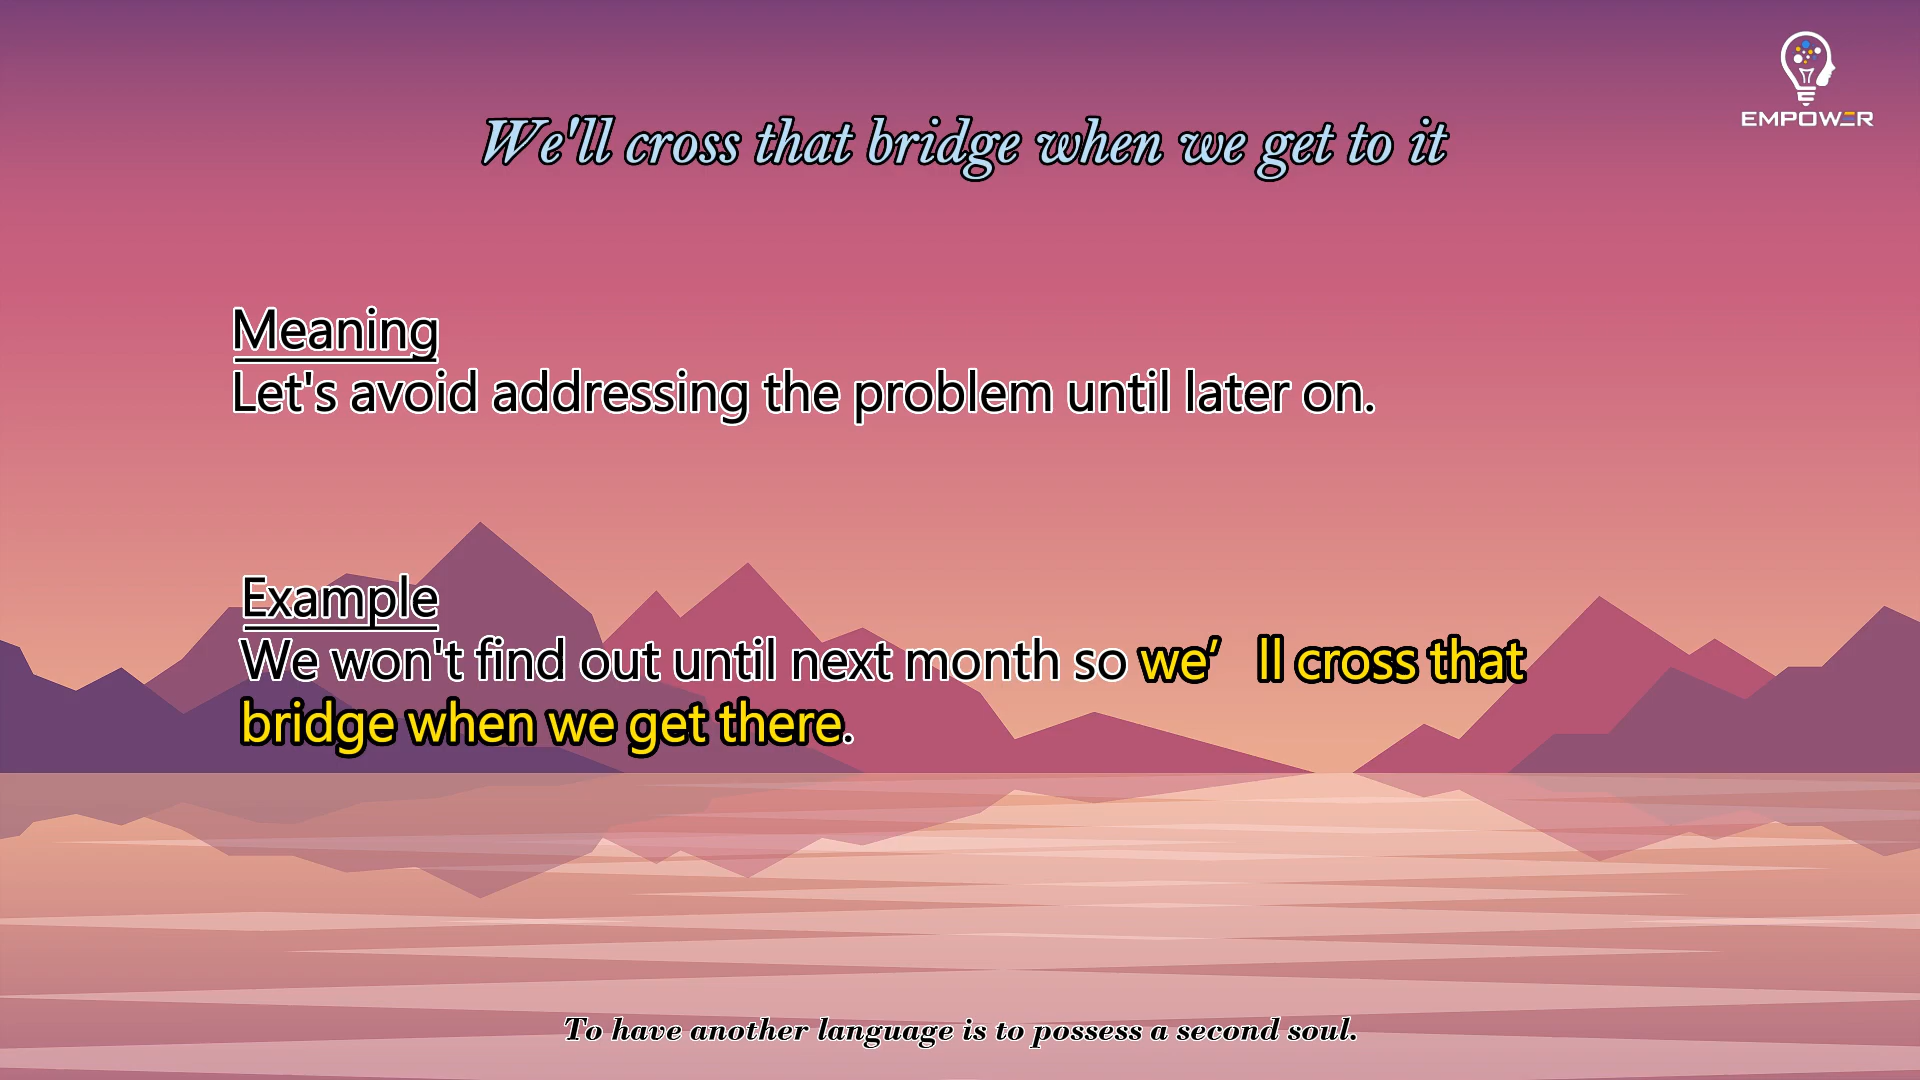 EMPOWER
We'll cross that bridge when we get to it
Meaning
Let's avoid addressing the problem until later on.
Example
We won't find out until next month so we’ ll cross that
bridge when we get there.
To have another language is to possess a second soul.